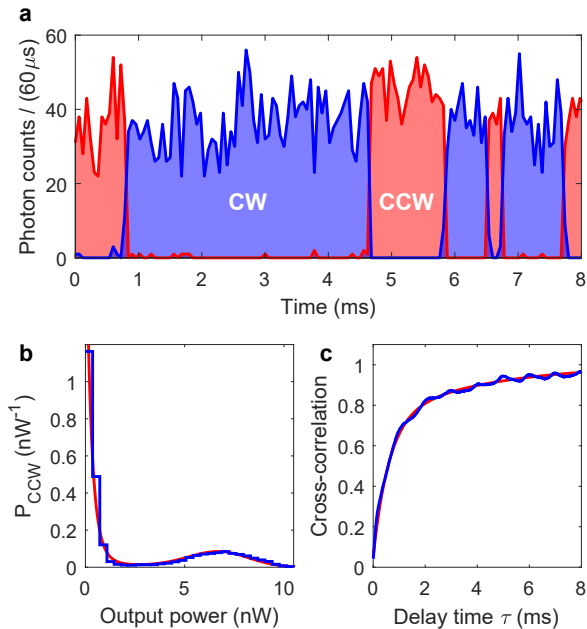 a
Photon counts / (60μs)
60
40
20
0
CW
CCW
0 1 2 3 4 5 6 7 8
Time (ms)
b
P_CCW (nW⁻¹)
1
0.8
0.6
0.4
0.2
0
0 5 10
Output power (nW)
c
Cross-correlation
1
0.8
0.6
0.4
0.2
0
0 2 4 6 8
Delay time τ (ms)